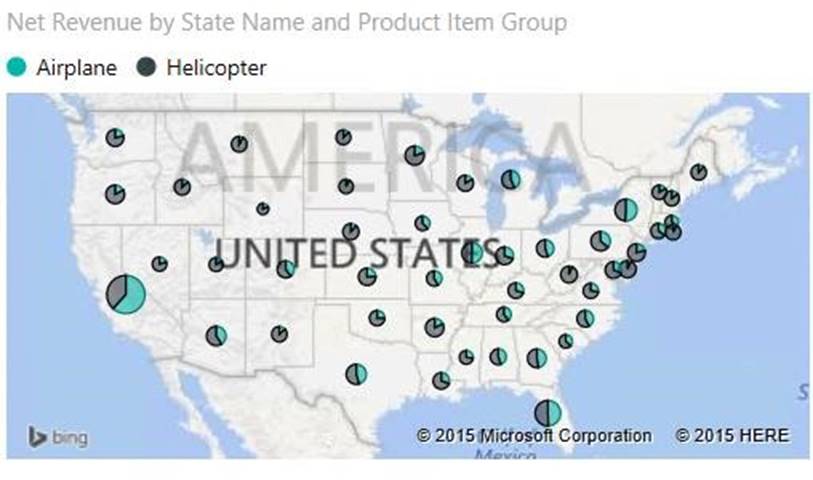 Net Revenue by State Name and Product Item Group
Airplane Helicopter
AMERICA
UNITED STATES
bing
© 2015 Microsoft Corporation © 2015 HERE
Mexico
S